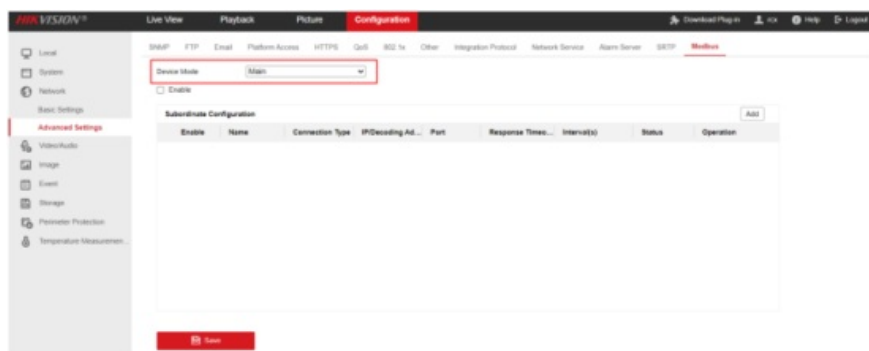 HIKVISION®
Live View Playback Picture Configuration
Download Plug-in
Help Logout
Local
System
Network
Basic Settings
Advanced Settings
Video/Audio
Image
Event
Storage
Perimeter Protection
Temperature Measuremen...
SNMP FTP Email Platform Access HTTPS QoS 802.1x Other Integration Protocol Network Service Alarm Server SRTP Modbus
Device Mode Main
Enable
Subordinate Configuration Add
Enable Name Connection Type IP/Decoding Ad... Port Response Timeo... Interval(s) Status Operation
Save